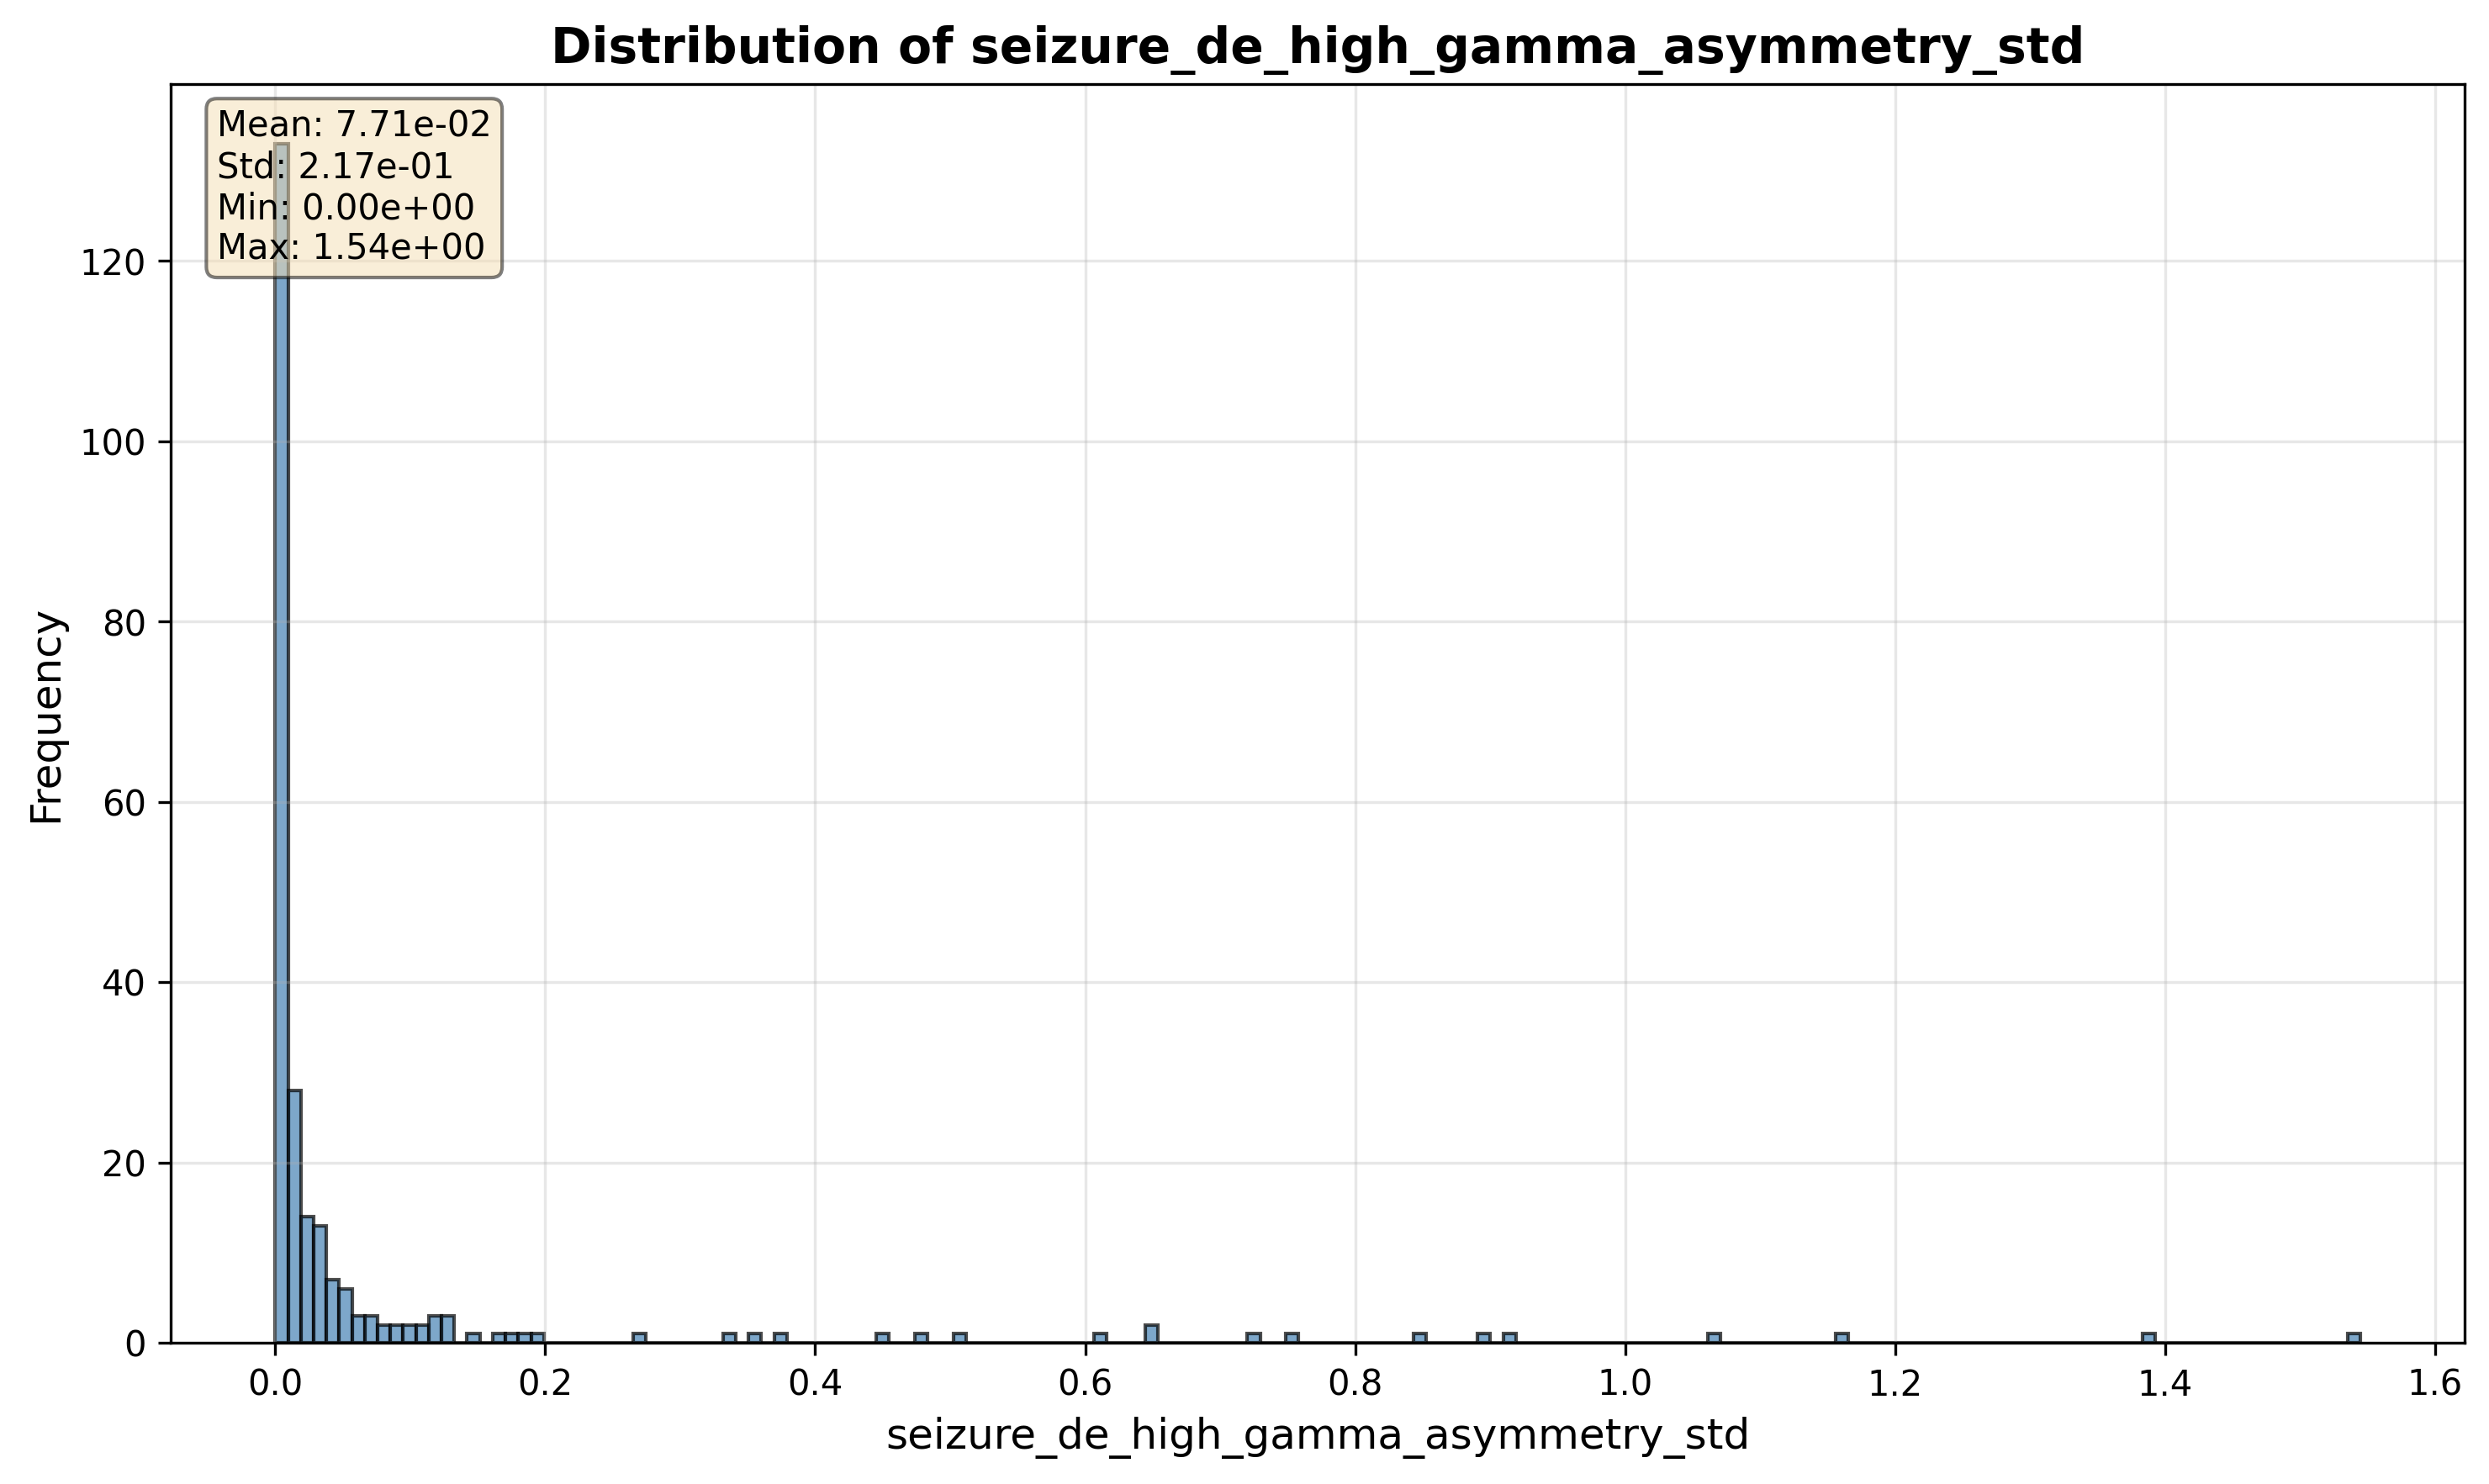 Distribution of seizure_de_high_gamma_asymmetry_std
Mean: 7.71e-02
Std: 2.17e-01
Min: 0.00e+00
Max: 1.54e+00
120
100
80
60
40
20
0
Frequency
0.0 0.2 0.4 0.6 0.8 1.0 1.2 1.4 1.6
seizure_de_high_gamma_asymmetry_std